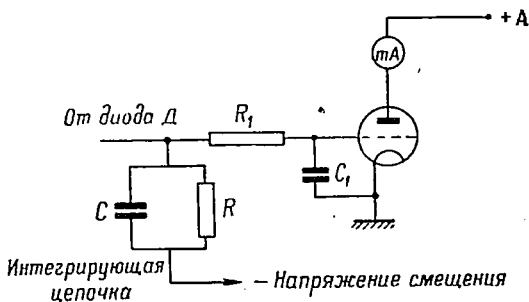 + А
mA
От диода Д
R₁
C₁
C
R
Интегрирующая
цепочка
– Напряжение смещения